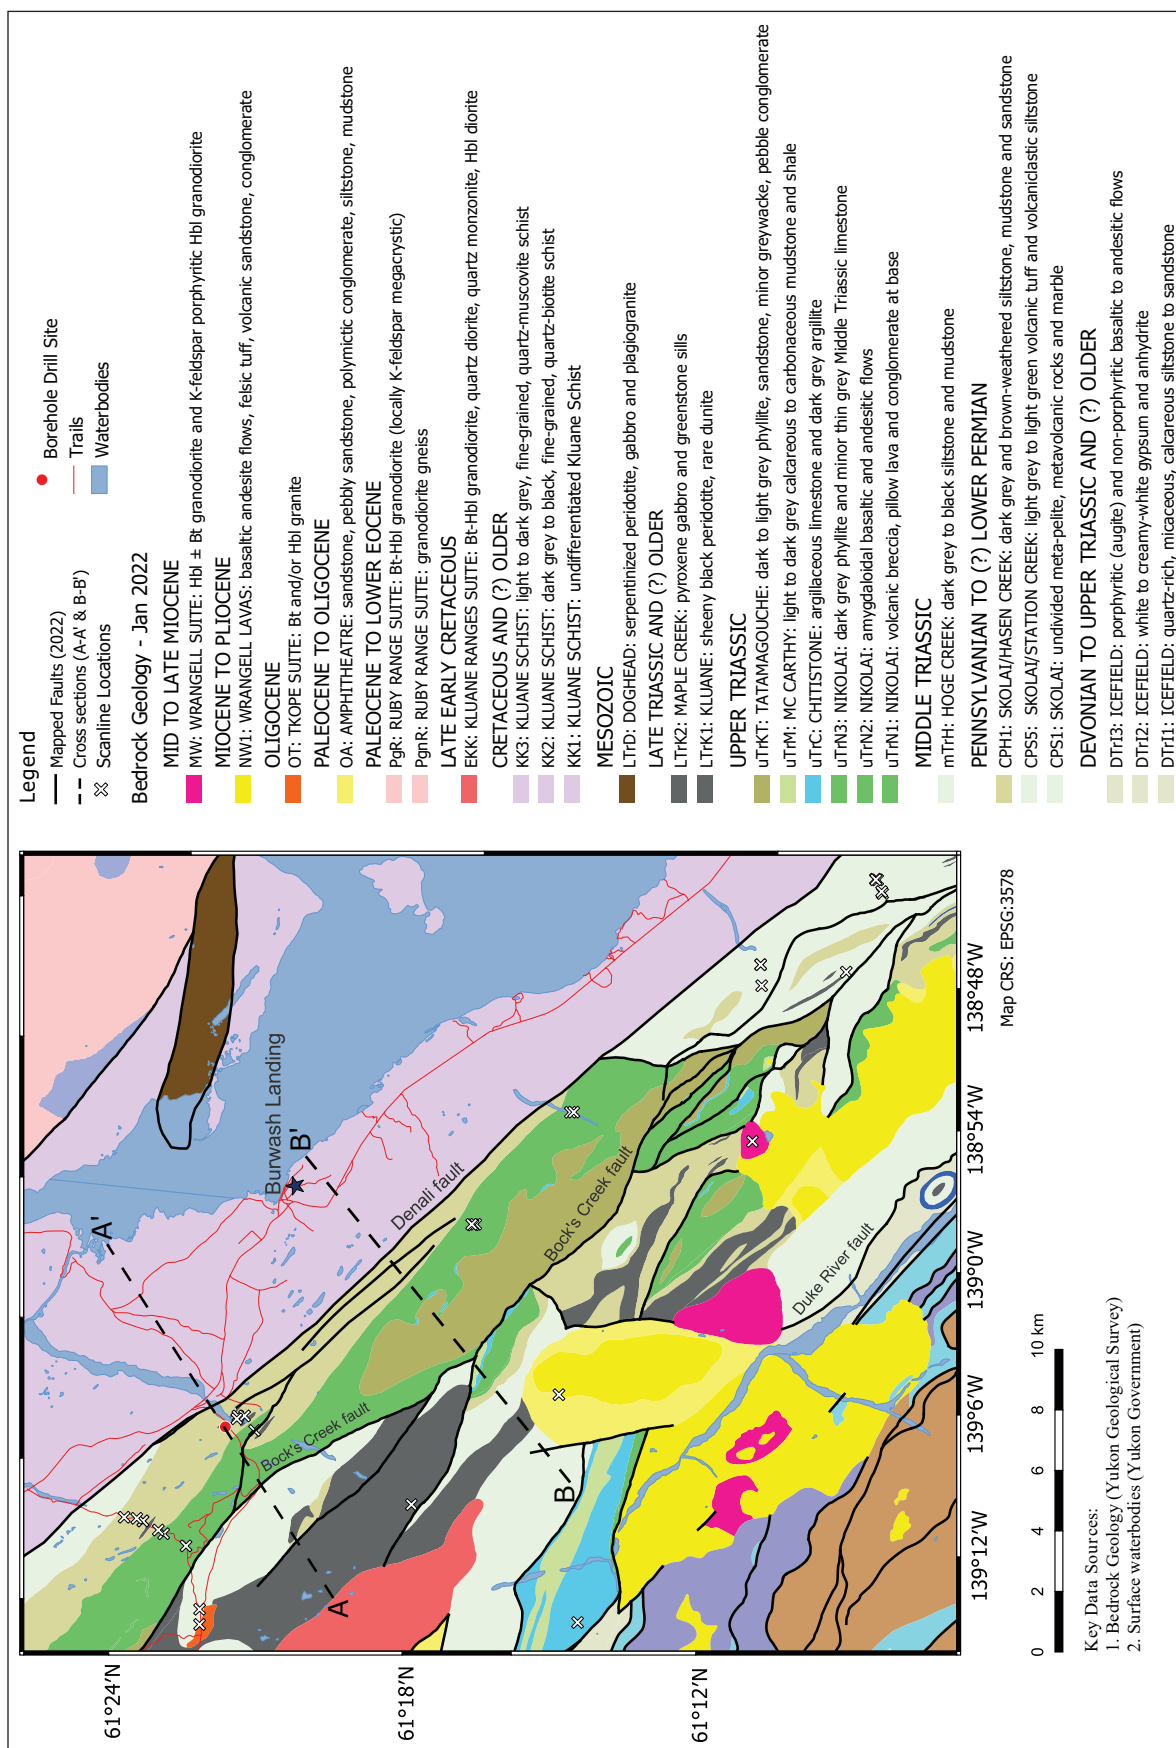 Legend
Mapped Faults (2022)
Cross sections (A-A' & B-B')
Scanline Locations
Borehole Drill Site
Trails
Waterbodies
Bedrock Geology - Jan 2022
MID TO LATE MIOCENE
MW: WRANGELL SUITE: Hbl ± Bt granodiorite and K-feldspar porphyritic Hbl granodiorite
MIOCENE TO PLIOCENE
NW1: WRANGELL LAVAS: basaltic andesite flows, felsic tuff, volcanic sandstone, conglomerate
OLIGOCENE
OT: TKOPE SUITE: Bt and/or Hbl granite
PALEOCENE TO OLIGOCENE
OA: AMPHITHEATRE: sandstone, pebbly sandstone, polymictic conglomerate, siltstone, mudstone
PALEOCENE TO LOWER EOCENE
PgR: RUBY RANGE SUITE: Bt-Hbl granodiorite (locally K-feldspar megacrystic)
PgnR: RUBY RANGE SUITE: granodiorite gneiss
LATE EARLY CRETACEOUS
EKK: KLUANE RANGES SUITE: Bt-Hbl granodiorite, quartz diorite, quartz monzonite, Hbl diorite
CRETACEOUS AND (?) OLDER
KK3: KLUANE SCHIST: light to dark grey, fine-grained, quartz-muscovite schist
KK2: KLUANE SCHIST: dark grey to black, fine-grained, quartz-biotite schist
KK1: KLUANE SCHIST: undifferentiated Kluane Schist
MESOZOIC
LTrD: DOGHEAD: serpentinized peridotite, gabbro and plagiogranite
LATE TRIASSIC AND (?) OLDER
LTrK2: MAPLE CREEK: pyroxene gabbro and greenstone sills
LTrK1: KLUANE: sheeny black peridotite, rare dunite
UPPER TRIASSIC
uTrKT: TATAMAGOUCHE: dark to light grey phyllite, sandstone, minor greywacke, pebble conglomerate
uTrM: MC CARTHY: light to dark grey calcareous to carbonaceous mudstone and shale
uTrC: CHITISTONE: argillaceous limestone and dark grey argillite
uTrN3: NIKOLAI: dark grey phyllite and minor thin grey Middle Triassic limestone
uTrN2: NIKOLAI: amygdaloidal basaltic and andesitic flows
uTrN1: NIKOLAI: volcanic breccia, pillow lava and conglomerate at base
MIDDLE TRIASSIC
mTrH: HOGE CREEK: dark grey to black siltstone and mudstone
PENNSYLVANIAN TO (?) LOWER PERMIAN
CPH1: SKOLAI/HASEN CREEK: dark grey and brown-weathered siltstone, mudstone and sandstone
CPS5: SKOLAI/STATION CREEK: light grey to light green volcanic tuff and volcaniclastic siltstone
CPS1: SKOLAI: undivided meta-pelite, metavolcanic rocks and marble
DEVONIAN TO UPPER TRIASSIC AND (?) OLDER
DTr13: ICEFIELD: porphyritic (augite) and non-porphyritic basaltic to andesitic flows
DTr12: ICEFIELD: white to creamy-white gypsum and anhydrite
DTr11: ICEFIELD: quartz-rich, micaceous, calcareous siltstone to sandstone
Burwash Landing
A'
B'
Denali fault
Bock's Creek fault
Bock's Creek fault
Duke River fault
A
B
61°24'N
61°18'N
61°12'N
139°12'W
139°6'W
139°0'W
138°54'W
138°48'W
Map CRS: EPSG:3578
0 2 4 6 8 10 km
Key Data Sources:
1. Bedrock Geology (Yukon Geological Survey)
2. Surface waterbodies (Yukon Government)